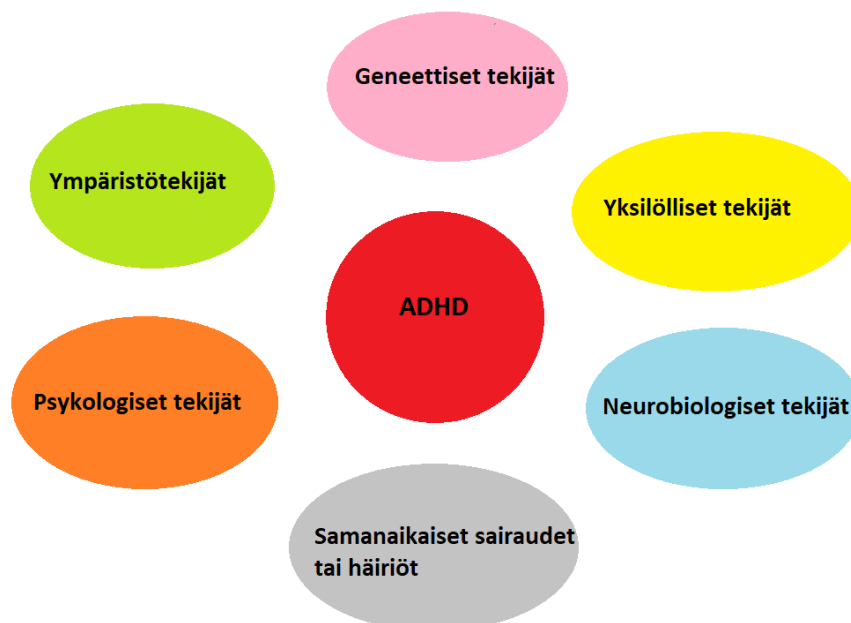 Geneettiset tekijät
Ympäristötekijät
Yksilölliset tekijät
ADHD
Psykologiset tekijät
Neurobiologiset tekijät
Samanaikaiset sairaudet
tai häiriöt